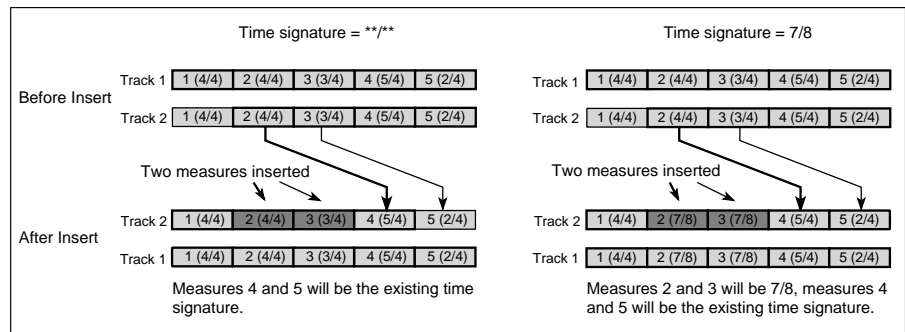 Time signature = **/** Time signature = 7/8
Before Insert
Track 1 1 (4/4) 2 (4/4) 3 (3/4) 4 (5/4) 5 (2/4) Track 1 1 (4/4) 2 (4/4) 3 (3/4) 4 (5/4) 5 (2/4)
Track 2 1 (4/4) 2 (4/4) 3 (3/4) 4 (5/4) 5 (2/4) Track 2 1 (4/4) 2 (4/4) 3 (3/4) 4 (5/4) 5 (2/4)
Two measures inserted Two measures inserted
After Insert
Track 2 1 (4/4) 2 (4/4) 3 (3/4) 4 (5/4) 5 (2/4) Track 2 1 (4/4) 2 (7/8) 3 (7/8) 4 (5/4) 5 (2/4)
Track 1 1 (4/4) 2 (4/4) 3 (3/4) 4 (5/4) 5 (2/4) Track 1 1 (4/4) 2 (7/8) 3 (7/8) 4 (5/4) 5 (2/4)
Measures 4 and 5 will be the existing time
signature.
Measures 2 and 3 will be 7/8, measures 4
and 5 will be the existing time signature.